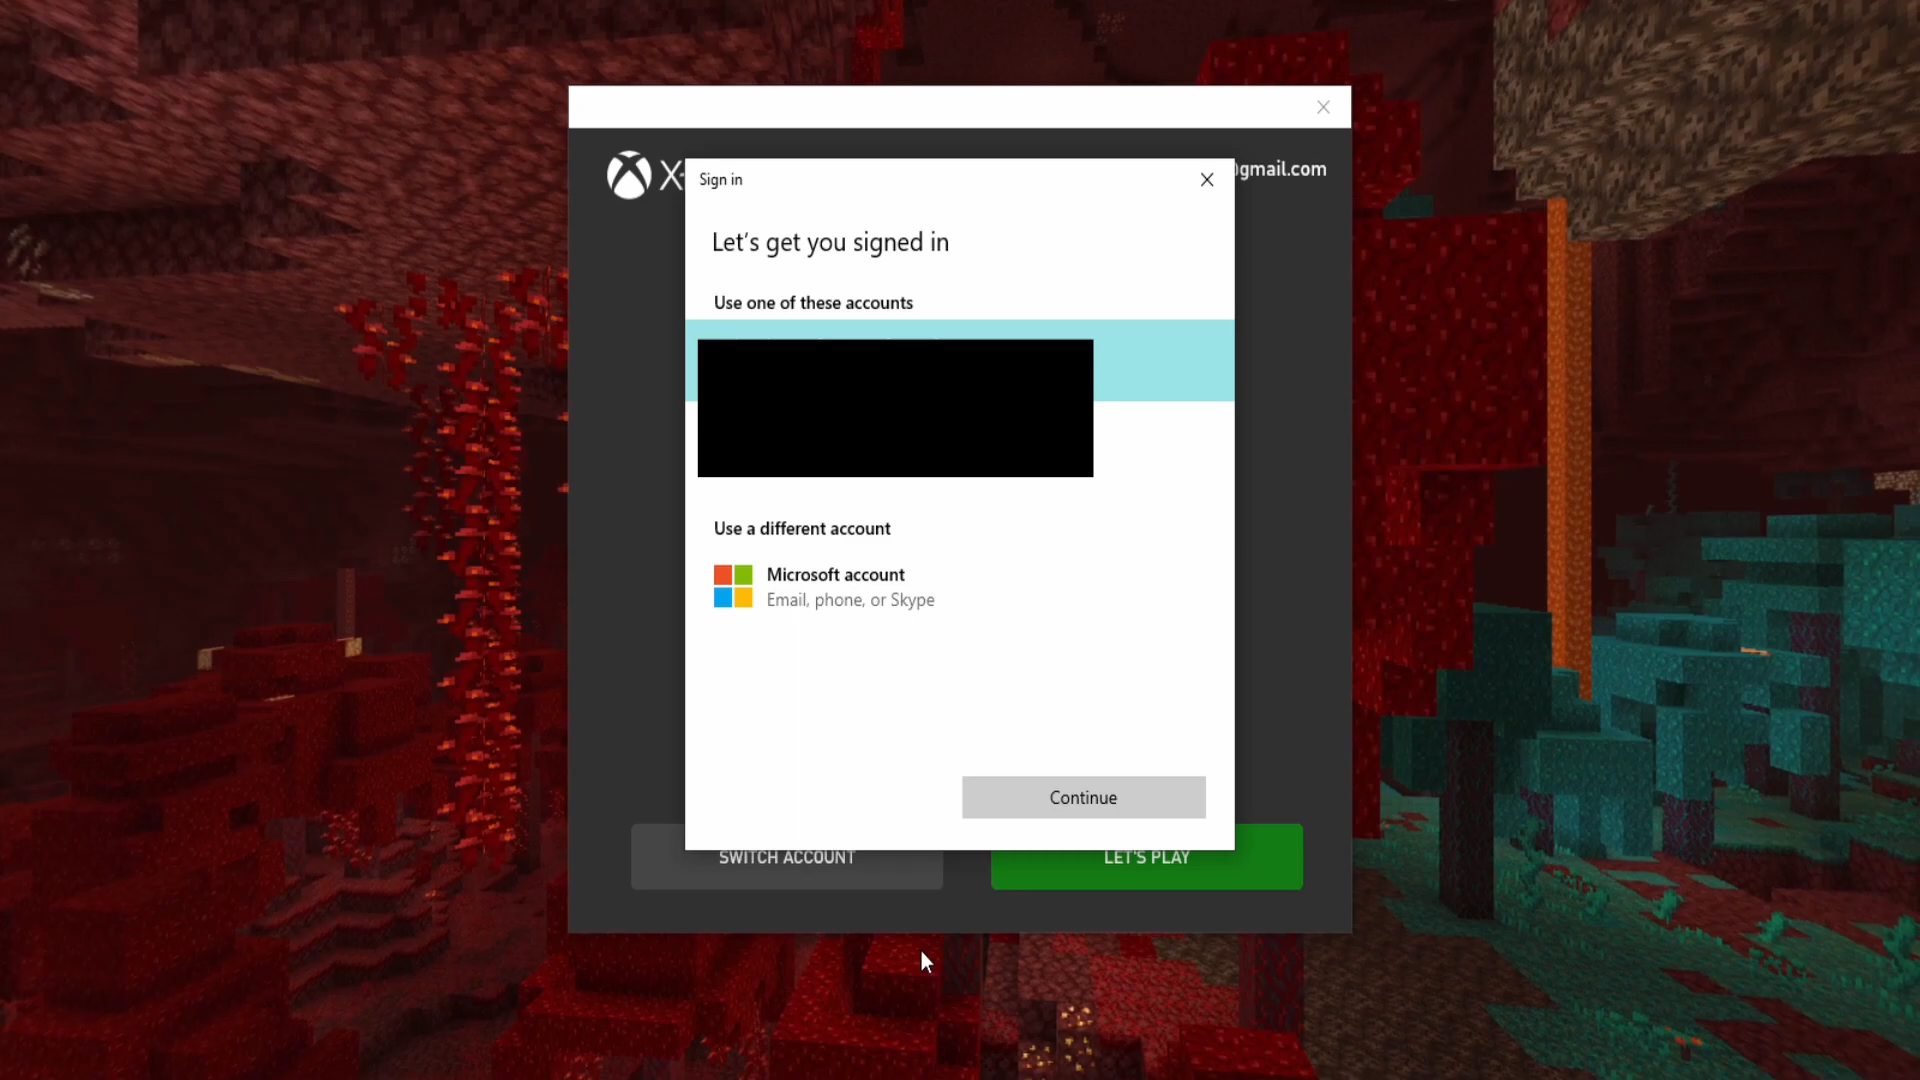 X
@gmail.com
Sign in
Let's get you signed in
Use one of these accounts
Use a different account
Microsoft account
Email, phone, or Skype
Continue
SWITCH ACCOUNT
LET'S PLAY